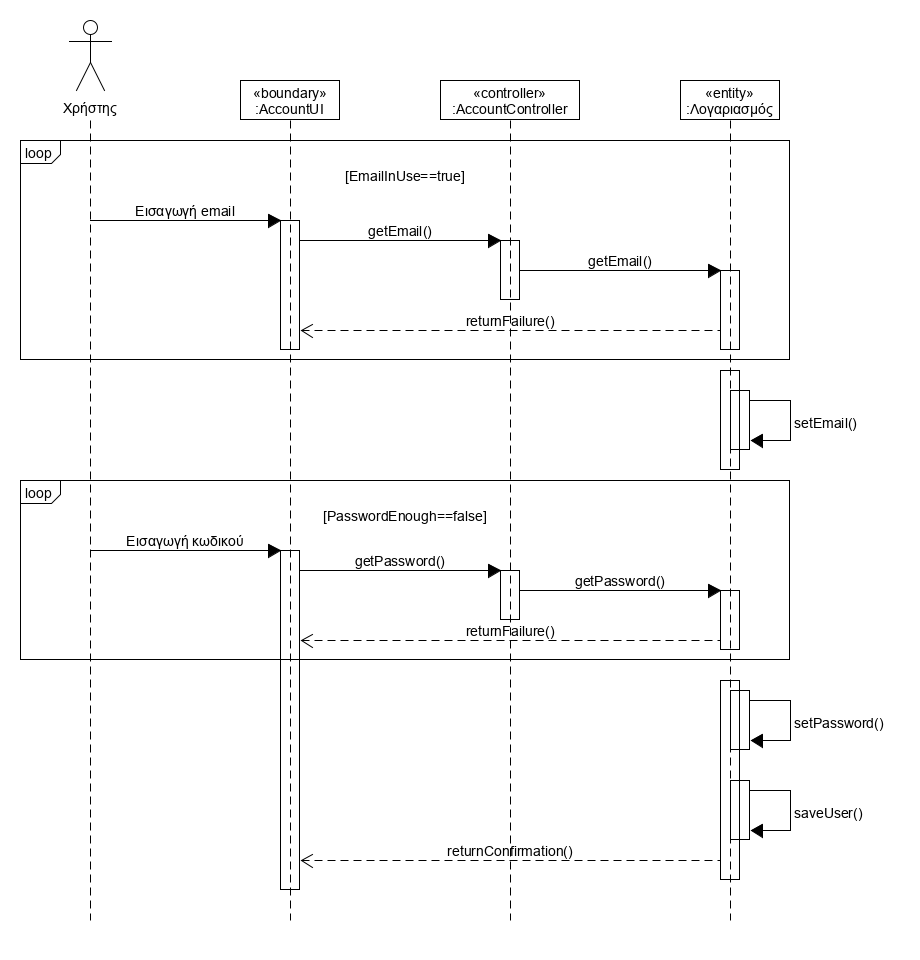 Χρήστης
«boundary»
:AccountUI
«controller»
:AccountController
«entity»
:Λογαριασμός
loop
[EmailInUse==true]
Εισαγωγή email
getEmail()
getEmail()
returnFailure()
setEmail()
loop
[PasswordEnough==false]
Εισαγωγή κωδικού
getPassword()
getPassword()
returnFailure()
setPassword()
saveUser()
returnConfirmation()